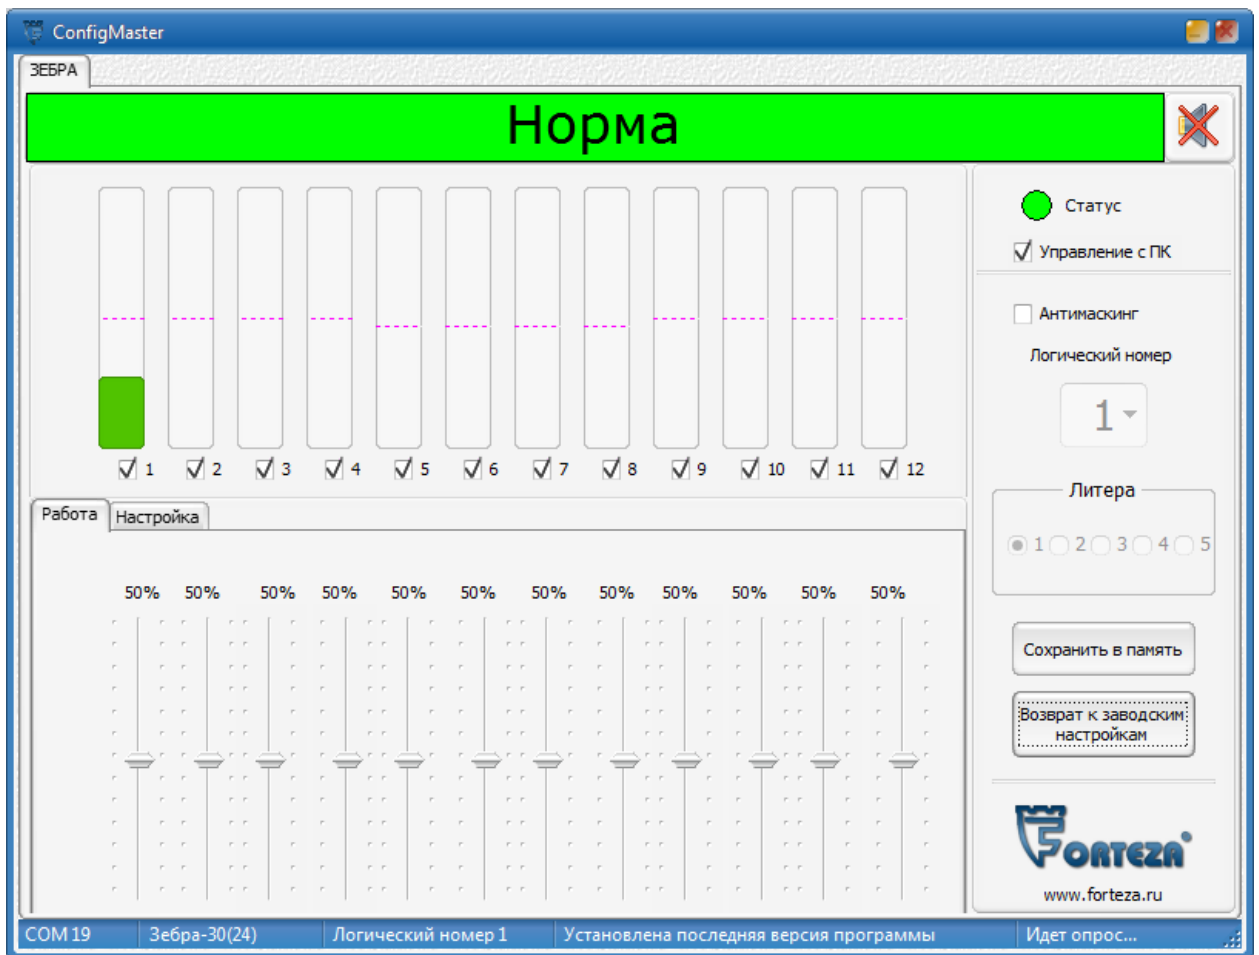 ConfigMaster
ЗЕБРА
Норма
Статус
Управление с ПК
Антимаскинг
Логический номер
1
1 2 3 4 5 6 7 8 9 10 11 12
Литера
1 2 3 4 5
Работа Настройка
50% 50% 50% 50% 50% 50% 50% 50% 50% 50% 50% 50%
Сохранить в память
Возврат к заводским
настройкам
FORTEZA
www.forteza.ru
COM 19 Зебра-30(24) Логический номер 1 Установлена последняя версия программы Идет опрос...